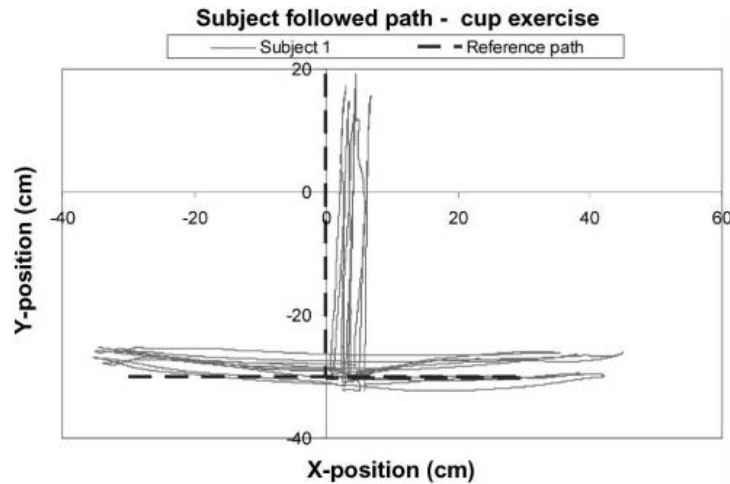 Subject followed path - cup exercise
Subject 1
Reference path
20
0
-40
-20
0
20
40
60
-20
-40
Y-position (cm)
X-position (cm)